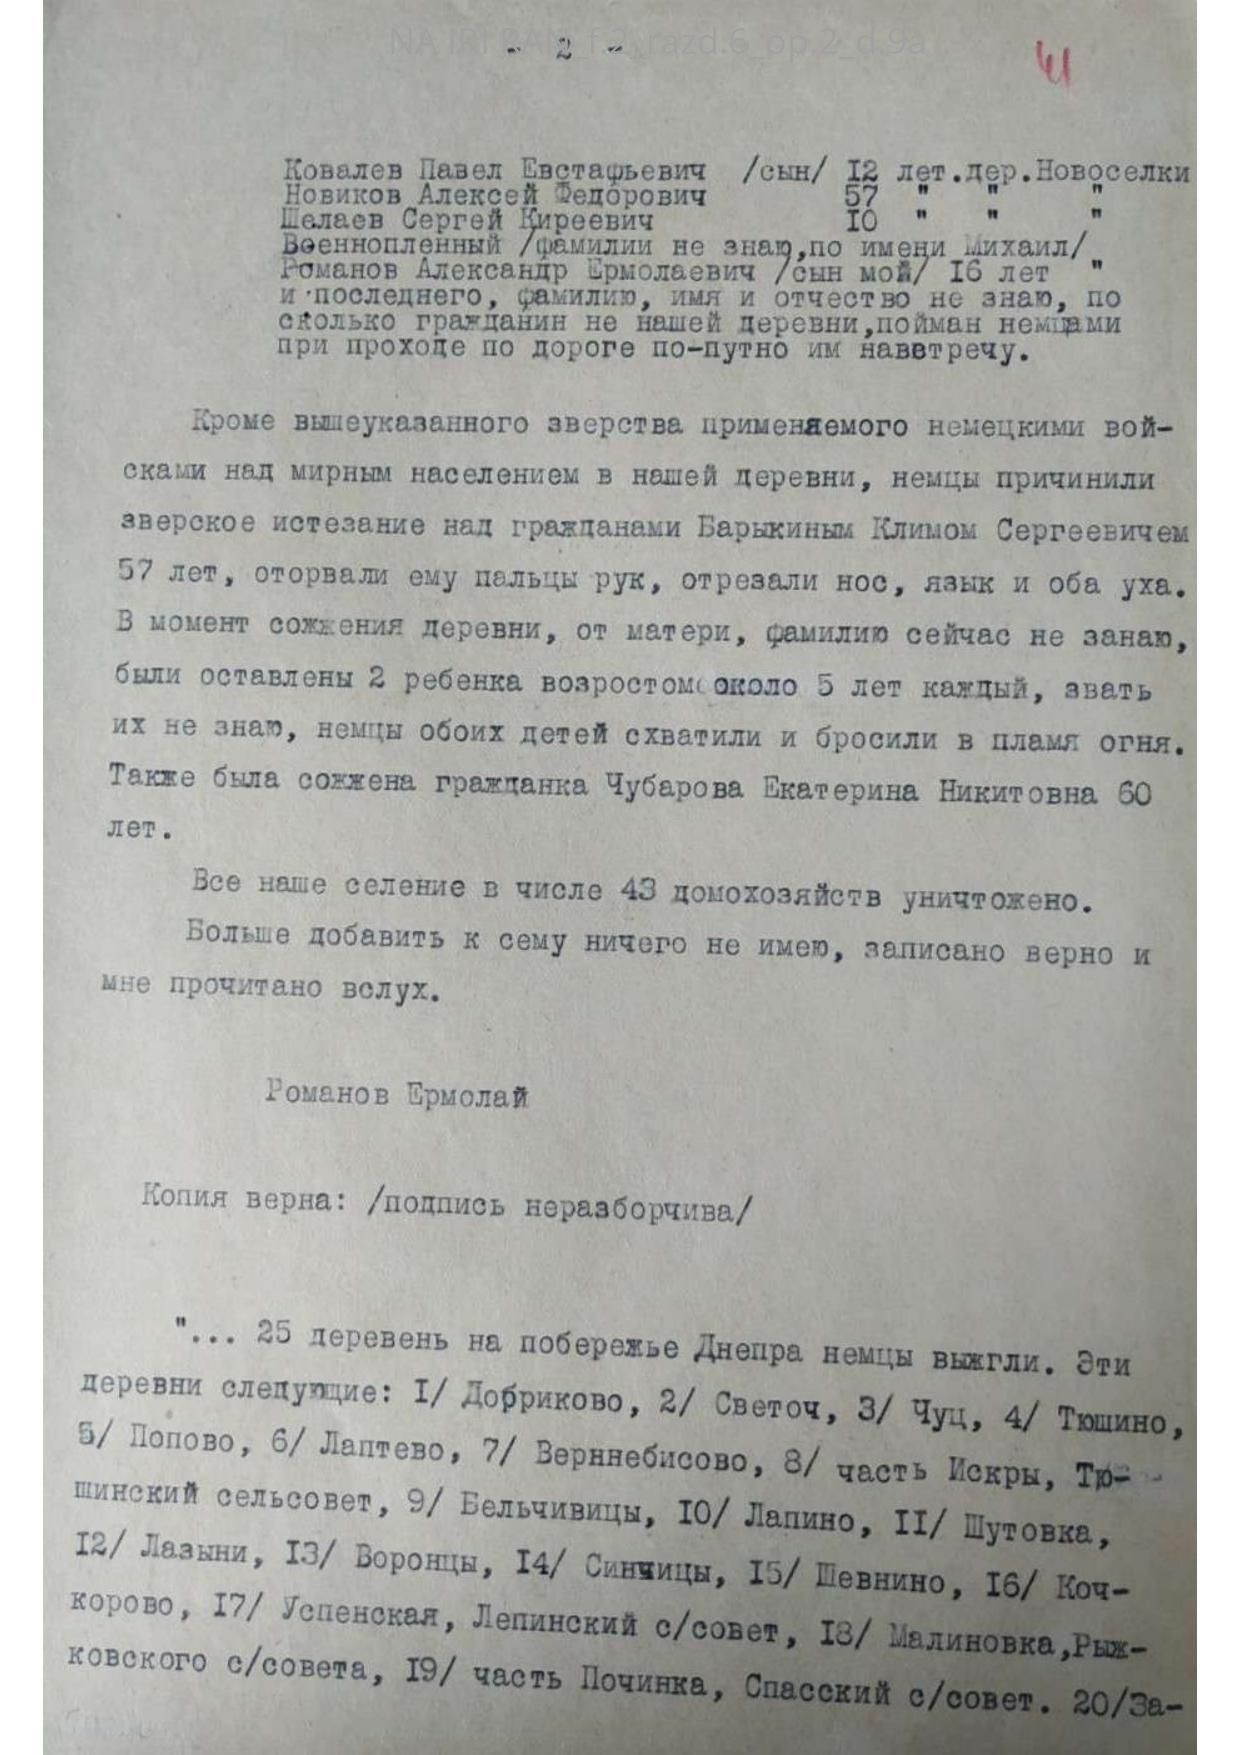 NA IRI RAN_f.2_razd.6_op.2_d.9a
- 2 -
Ковалев Павел Евстафьевич /сын/ I2 лет.дер.Новоселки
Новиков Алексей Федорович 57 " " "
Шелаев Сергей Киреевич I0 " " "
Военнопленный /фамилии не знаю,по имени Михаил/
Романов Александр Ермолаевич /сын мой/ I6 лет "
и последнего, фамилию, имя и отчество не знаю, по
сколько гражданин не нашей деревни,пойман немцами
при проходе по дороге по-путно им навстречу.
Кроме вышеуказанного зверства применяемого немецкими вой-
сками над мирным населением в нашей деревни, немцы причинили
зверское истезание над гражданами Барыкиным Климом Сергеевичем
57 лет, оторвали ему пальцы рук, отрезали нос, язык и оба уха.
В момент сожжения деревни, от матери, фамилию сейчас не занаю,
были оставлены 2 ребенка возростом около 5 лет каждый, звать
их не знаю, немцы обоих детей схватили и бросили в пламя огня.
Также была сожжена гражданка Чубарова Екатерина Никитовна 60
лет.
Все наше селение в числе 43 домохозяйств уничтожено.
Больше добавить к сему ничего не имею, записано верно и
мне прочитано вслух.
Романов Ермолай
Копия верна: /подпись неразборчива/
"... 25 деревень на побережье Днепра немцы выжгли. Эти
деревни следующие: I/ Добриково, 2/ Светоч, 3/ Чуц, 4/ Тюшино,
5/ Попово, 6/ Лаптево, 7/ Верннебисово, 8/ часть Искры, Тю-
шинский сельсовет, 9/ Бельчивицы, I0/ Лапино, II/ Шутовка,
I2/ Лазыни, I3/ Воронцы, I4/ Синчицы, I5/ Шевнино, I6/ Коч-
корово, I7/ Успенская, Лепинский с/совет, I8/ Малиновка,Рыж-
ковского с/совета, I9/ часть Починка, Спасский с/совет. 20/За-